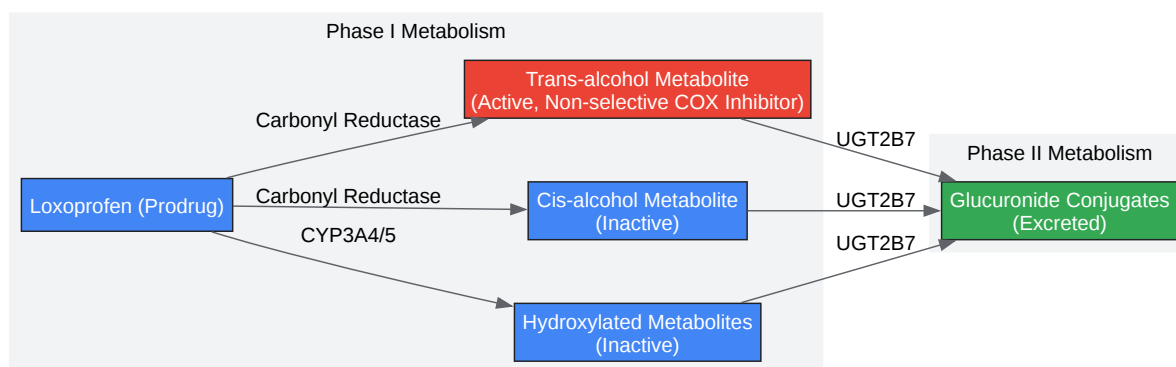 Phase I Metabolism
Trans-alcohol Metabolite
(Active, Non-selective COX Inhibitor)
Carbonyl Reductase
UGT2B7
Phase II Metabolism
Loxoprofen (Prodrug)
Carbonyl Reductase
Cis-alcohol Metabolite
(Inactive)
UGT2B7
Glucuronide Conjugates
(Excreted)
CYP3A4/5
UGT2B7
Hydroxylated Metabolites
(Inactive)